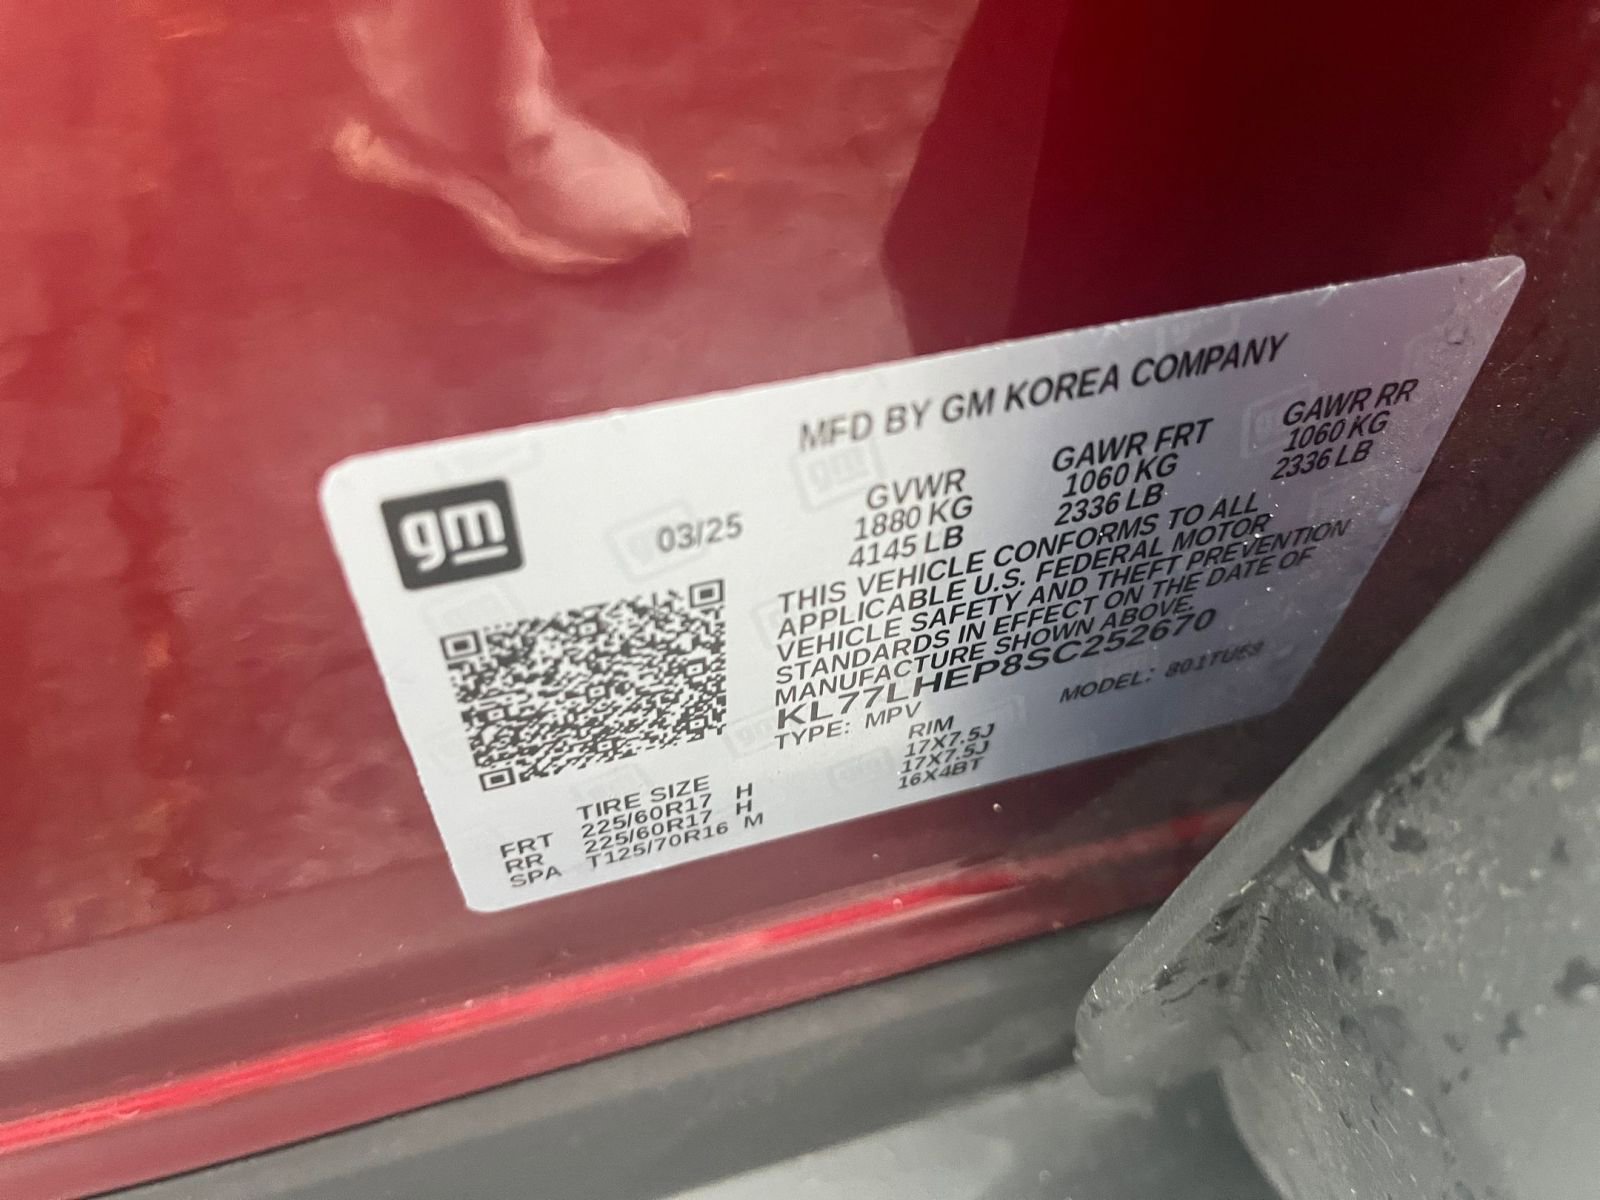 MFD BY GM KOREA COMPANY
gm
03/25
GVWR GAWR FRT GAWR RR
1880 KG 1060 KG 1060 KG
4145 LB 2336 LB 2336 LB
THIS VEHICLE CONFORMS TO ALL
APPLICABLE U.S. FEDERAL MOTOR
VEHICLE SAFETY AND THEFT PREVENTION
STANDARDS IN EFFECT ON THE DATE OF
MANUFACTURE SHOWN ABOVE.
KL77LHEP8SC252670
TYPE: MPV MODEL:
TIRE SIZE RIM
FRT 225/60R17 H 17X7.5J
RR 225/60R17 H 17X7.5J
SPA T125/70R16 M 16X4BT